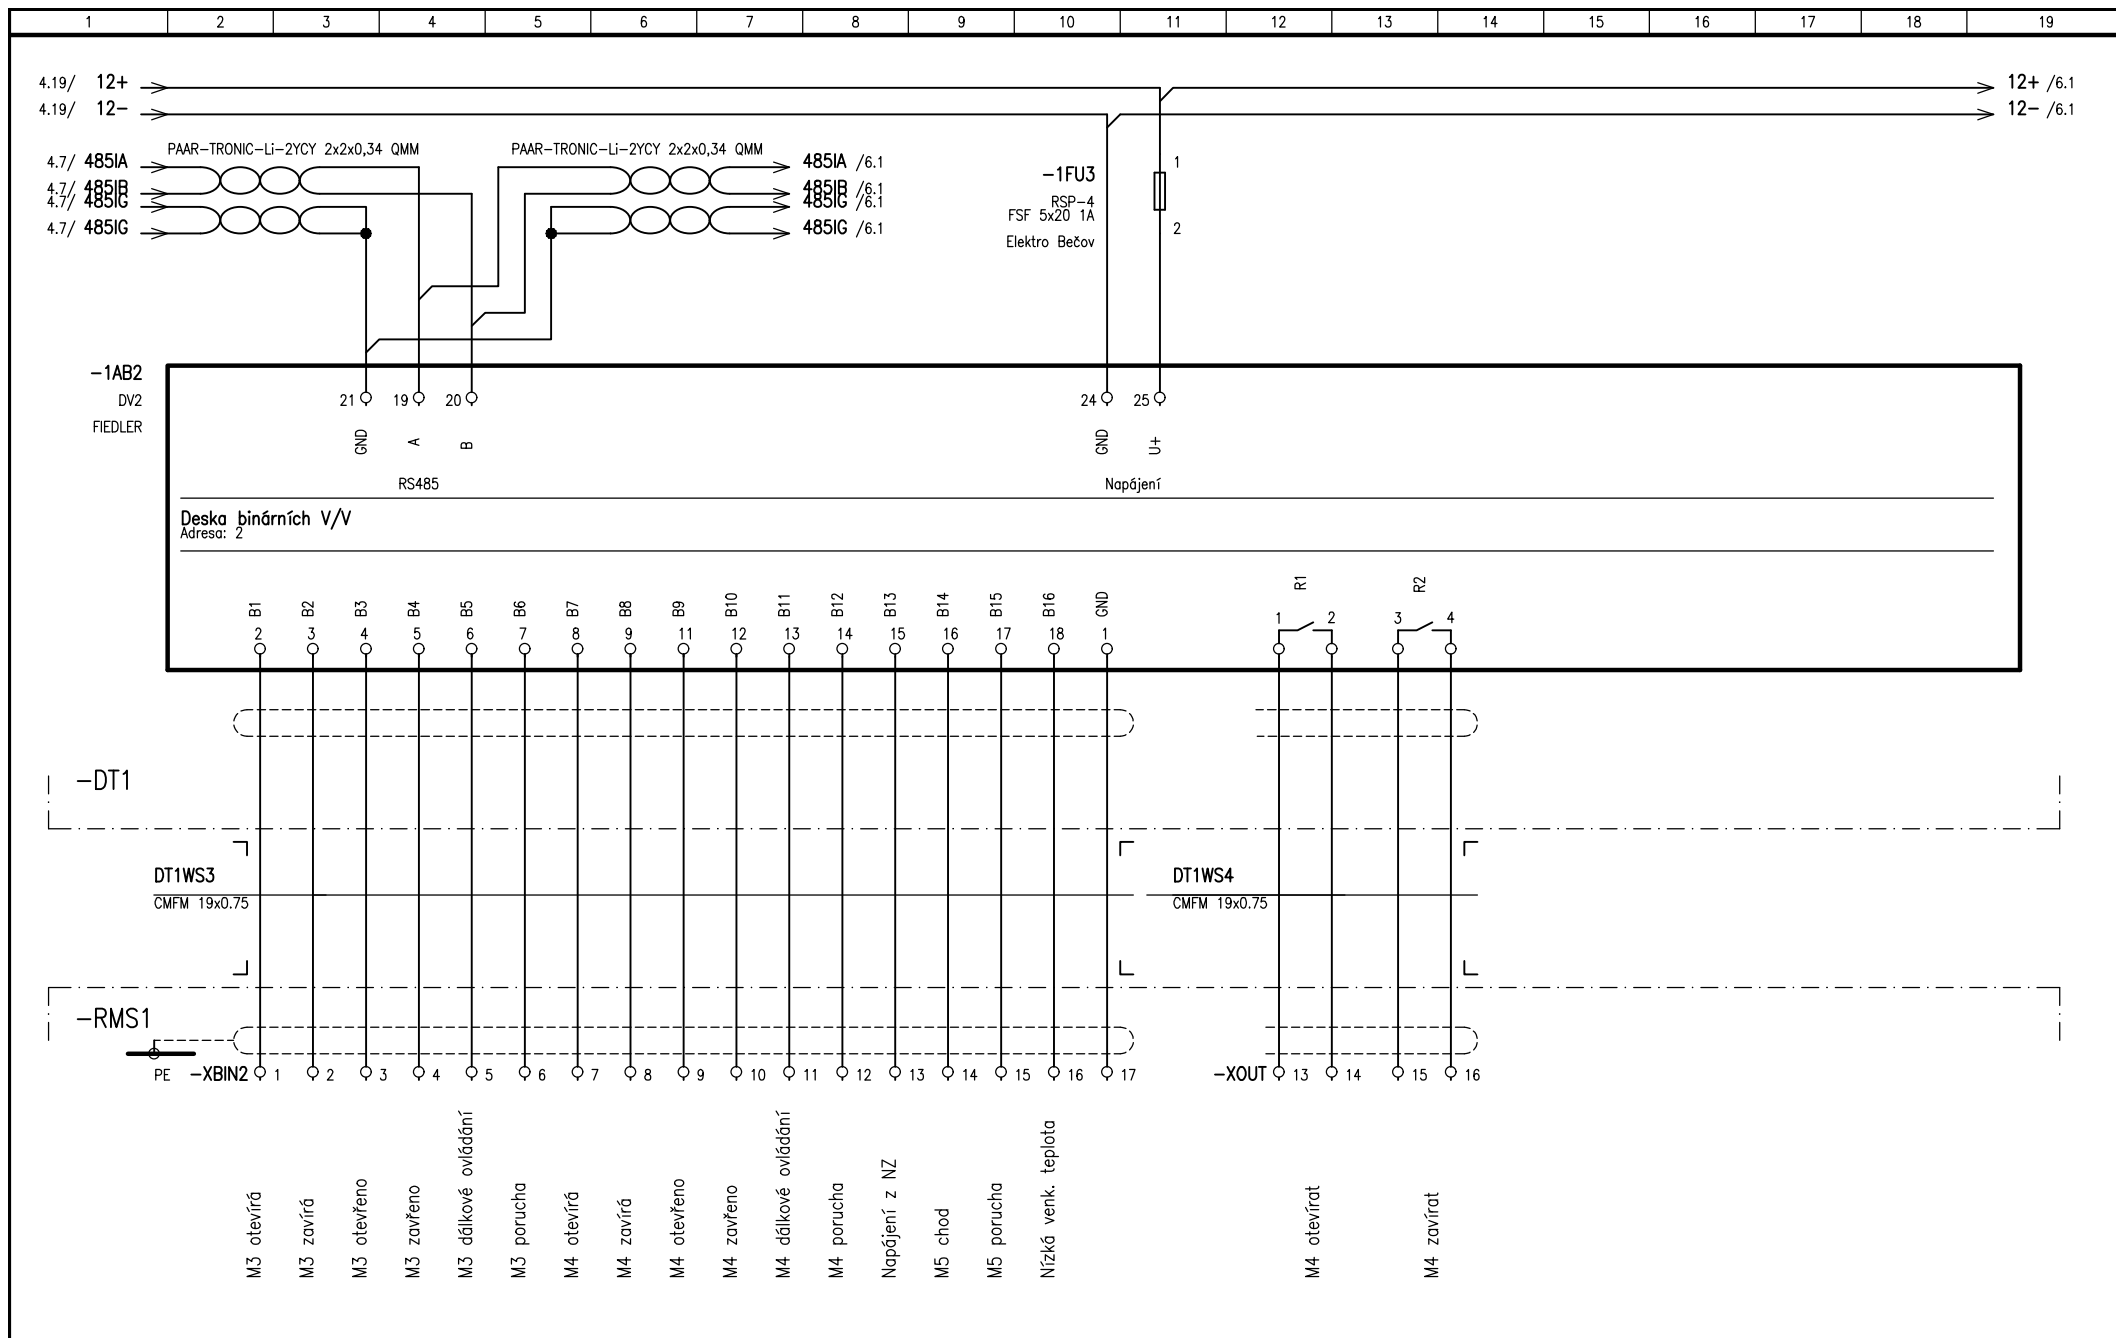 1 2 3 4 5 6 7 8 9 10 11 12 13 14 15 16 17 18 19
4.19/ 12+
12+ /6.1
4.19/ 12-
12- /6.1
PAAR-TRONIC-Li-2YCY 2x2x0,34 QMM
PAAR-TRONIC-Li-2YCY 2x2x0,34 QMM
4.7/ 485IA
485IA /6.1
4.7/ 485IB
485IB /6.1
4.7/ 485IG
485IG /6.1
4.7/ 485IG
485IG /6.1
-1FU3
RSP-4
FSF 5x20 1A
Elektro Bečov
1
2
-1AB2
DV2
FIEDLER
21 19 20 24 25
GND A B GND U+
RS485
Napájení
Deska binárních V/V
Adresa: 2
R1 R2
B1 B2 B3 B4 B5 B6 B7 B8 B9 B10 B11 B12 B13 B14 B15 B16 GND
2 3 4 5 6 7 8 9 11 12 13 14 15 16 17 18 1 1 2 3 4
-DT1
DT1WS3
CMFM 19x0.75
DT1WS4
CMFM 19x0.75
-RMS1
PE
-XBIN2 1 2 3 4 5 6 7 8 9 10 11 12 13 14 15 16 17
-XOUT 13 14 15 16
M3 otevírá
M3 zavírá
M3 otevřeno
M3 zavřeno
M3 dálkové ovládání
M3 porucha
M4 otevírá
M4 zavírá
M4 otevřeno
M4 zavřeno
M4 dálkové ovládání
M4 porucha
Napájení z NZ
M5 chod
M5 porucha
Nízká venk. teplota
M4 otevírat
M4 zavírat